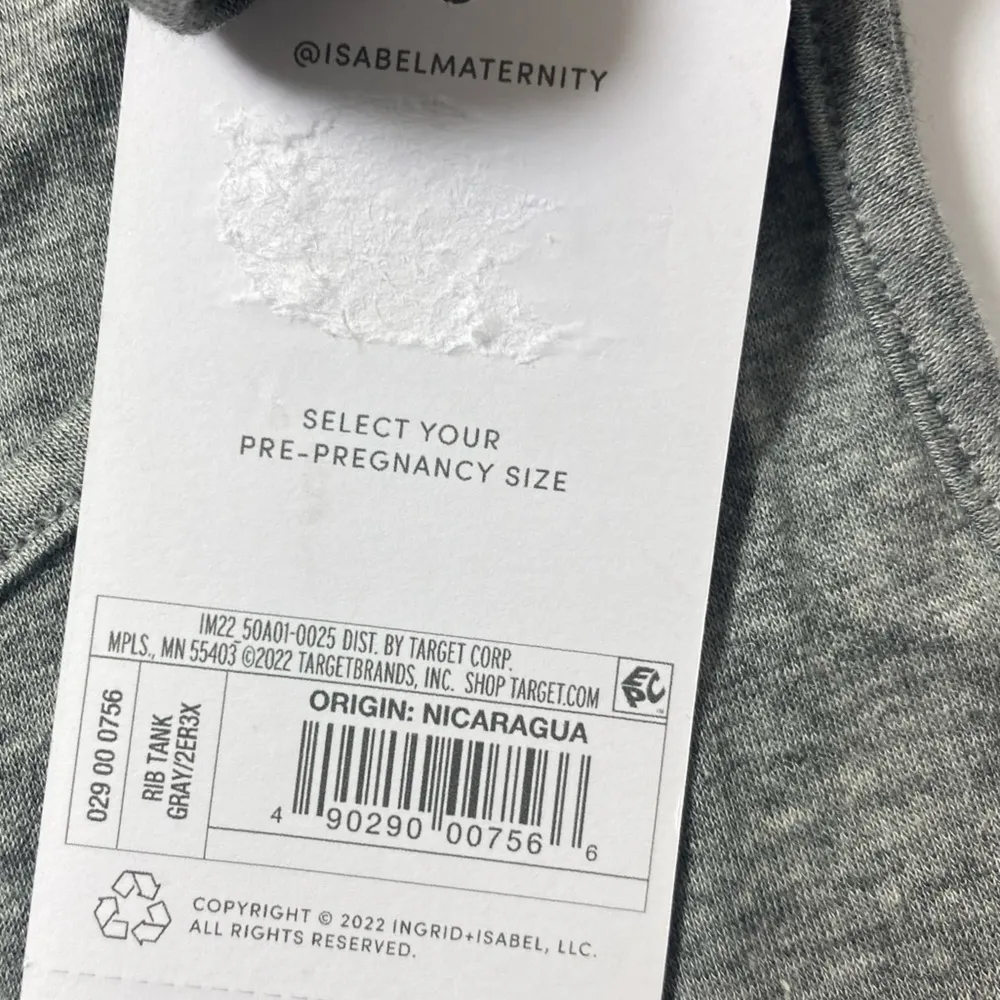 @ISABELMATERNITY
SELECT YOUR
PRE-PREGNANCY SIZE
IM22_50A01-0025 DIST. BY TARGET CORP.
MPLS., MN 55403 ©2022 TARGETBRANDS, INC. SHOP TARGET.COM
EPC
™
029 00 0756
RIB TANK
GRAY/2ER3X
ORIGIN: NICARAGUA
4 90290 00756 6
COPYRIGHT © 2022 INGRID+ISABEL, LLC.
ALL RIGHTS RESERVED.